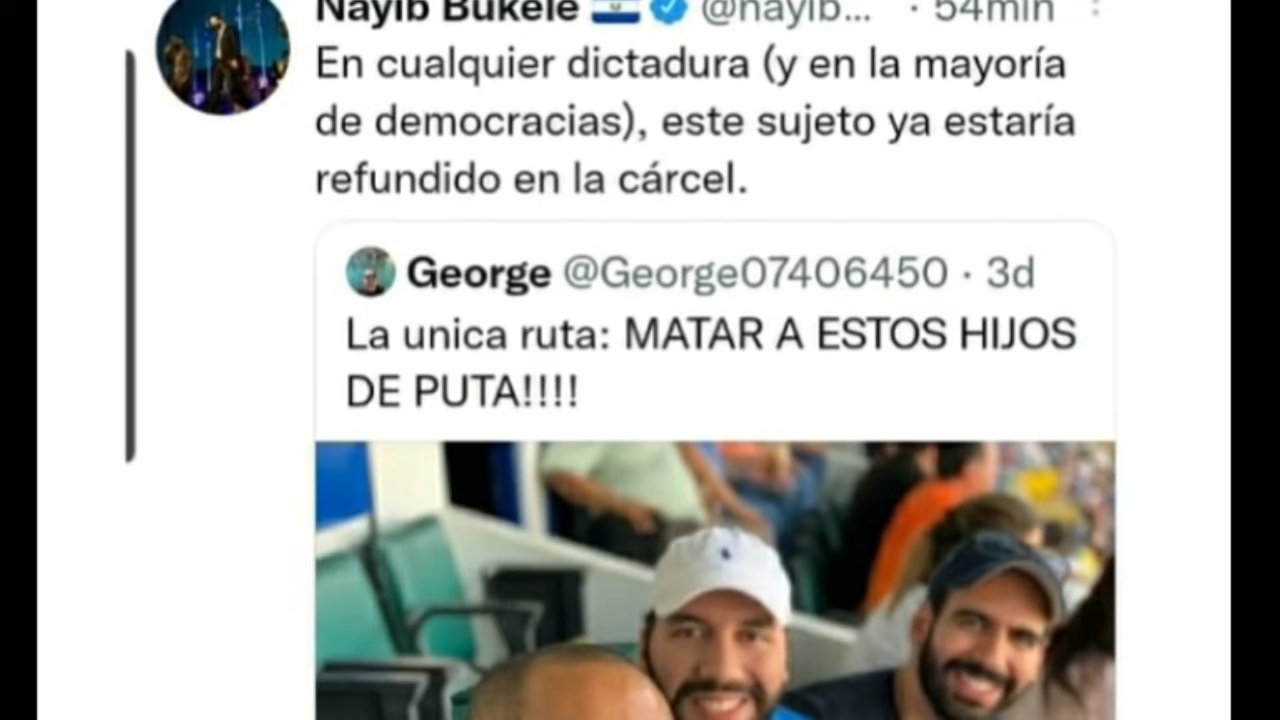 Nayib Bukele @nayib... · 54min
En cualquier dictadura (y en la mayoría
de democracias), este sujeto ya estaría
refundido en la cárcel.
George @George07406450 · 3d
La unica ruta: MATAR A ESTOS HIJOS
DE PUTA!!!!